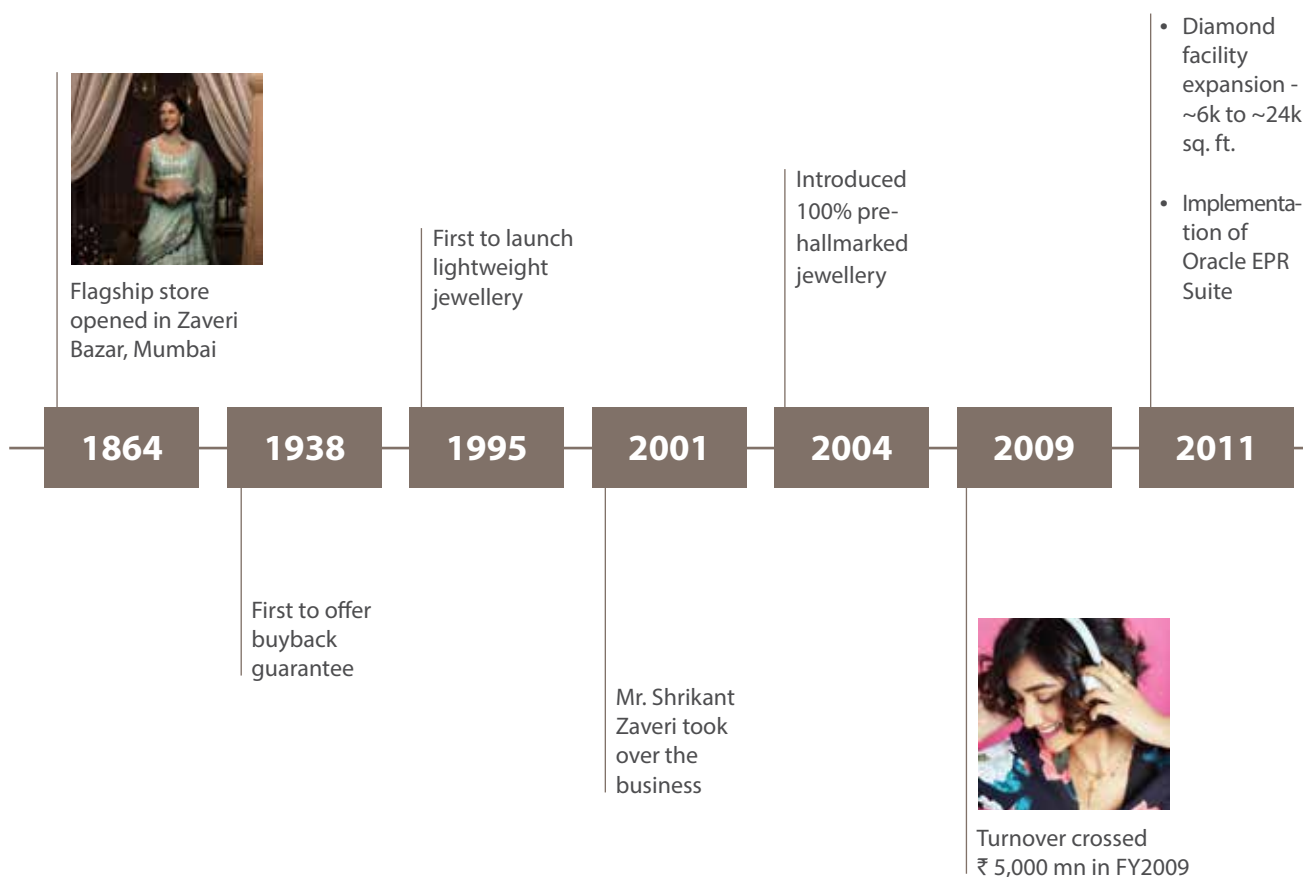 Flagship store
opened in Zaveri
Bazar, Mumbai
First to launch
lightweight
jewellery
Introduced
100% pre-
hallmarked
jewellery
• Diamond
facility
expansion -
~6k to ~24k
sq. ft.
• Implementa-
tion of
Oracle EPR
Suite
1864
1938
1995
2001
2004
2009
2011
First to offer
buyback
guarantee
Mr. Shrikant
Zaveri took
over the
business
Turnover crossed
₹ 5,000 mn in FY2009